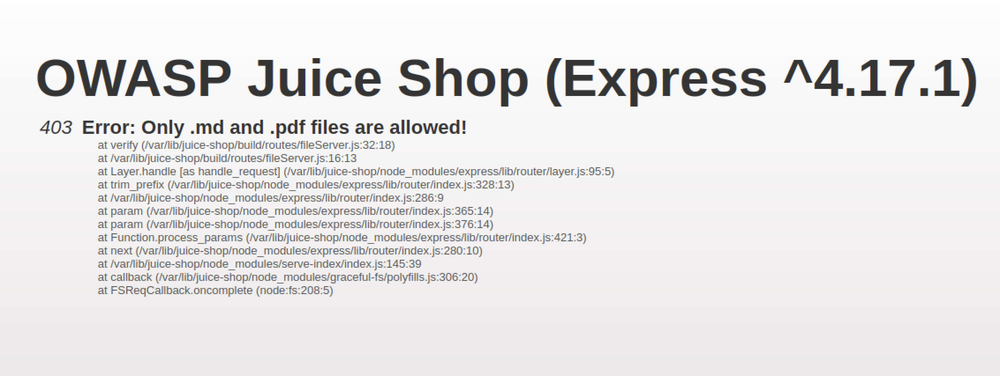 OWASP Juice Shop (Express ^4.17.1)
403 Error: Only .md and .pdf files are allowed!
at verify (/var/lib/juice-shop/build/routes/fileServer.js:32:18)
at /var/lib/juice-shop/build/routes/fileServer.js:16:13
at Layer.handle [as handle_request] (/var/lib/juice-shop/node_modules/express/lib/router/layer.js:95:5)
at trim_prefix (/var/lib/juice-shop/node_modules/express/lib/router/index.js:328:13)
at /var/lib/juice-shop/node_modules/express/lib/router/index.js:286:9
at param (/var/lib/juice-shop/node_modules/express/lib/router/index.js:365:14)
at param (/var/lib/juice-shop/node_modules/express/lib/router/index.js:376:14)
at Function.process_params (/var/lib/juice-shop/node_modules/express/lib/router/index.js:421:3)
at next (/var/lib/juice-shop/node_modules/express/lib/router/index.js:280:10)
at /var/lib/juice-shop/node_modules/serve-index/index.js:145:39
at callback (/var/lib/juice-shop/node_modules/graceful-fs/polyfills.js:306:20)
at FSReqCallback.oncomplete (node:fs:208:5)